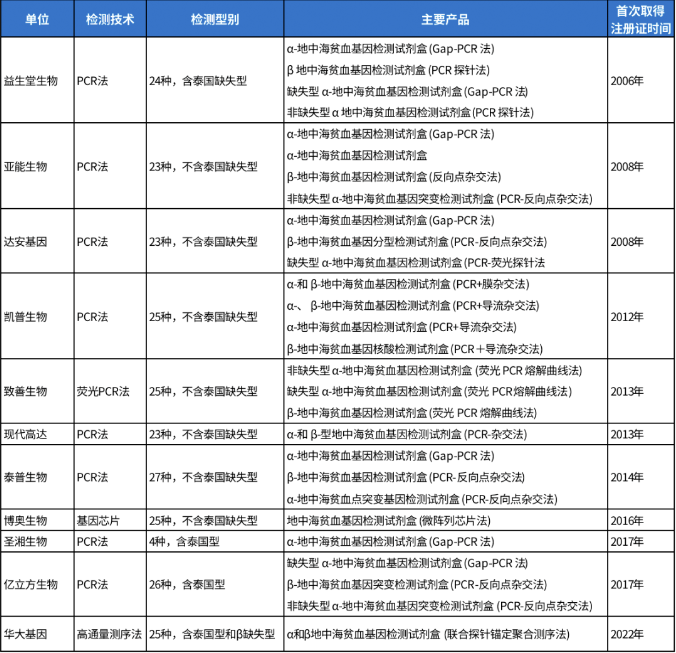 单位 检测技术 检测型别 主要产品 首次取得
注册证时间
益生堂生物 PCR法 24种，含泰国缺失型 2006年
α-地中海贫血基因检测试剂盒 (Gap-PCR 法)
β 地中海贫血基因检测试剂盒 (PCR 探针法)
缺失型 α-地中海贫血基因检测试剂盒 (Gap-PCR 法)
非缺失型 α 地中海贫血基因检测试剂盒 (PCR 探针法)
亚能生物 PCR法 23种，不含泰国缺失型 2008年
α-地中海贫血基因检测试剂盒 (Gap-PCR 法)
α-地中海贫血基因检测试剂盒
β-地中海贫血基因检测试剂盒 (反向点杂交法)
非缺失型 α-地中海贫血基因突变检测试剂盒 (PCR-反向点杂交法)
达安基因 PCR法 23种，不含泰国缺失型 2008年
α-地中海贫血基因检测试剂盒 (Gap-PCR 法)
β-地中海贫血基因分型检测试剂盒 (PCR-反向点杂交法)
缺失型 α-地中海贫血基因检测试剂盒 (PCR-荧光探针法
凯普生物 PCR法 25种，不含泰国缺失型 2012年
α-和 β-地中海贫血基因检测试剂盒 (PCR+膜杂交法)
α-、 β-地中海贫血基因检测试剂盒 (PCR+导流杂交法)
α-地中海贫血基因检测试剂盒 (PCR+导流杂交法)
β-地中海贫血基因核酸检测试剂盒 (PCR＋导流杂交法)
致善生物 荧光PCR法 25种，不含泰国缺失型 2013年
非缺失型 α-地中海贫血基因检测试剂盒 (荧光 PCR 熔解曲线法)
缺失型 α-地中海贫血基因检测试剂盒 (荧光 PCR熔解曲线法)
β-地中海贫血基因检测试剂盒 (荧光 PCR 熔解曲线法)
现代高达 PCR法 23种，不含泰国缺失型 α-和 β-型地中海贫血基因检测试剂盒 (PCR-杂交法) 2013年
泰普生物 PCR法 27种，不含泰国缺失型 2014年
α-地中海贫血基因检测试剂盒 (Gap-PCR 法)
β-地中海贫血基因检测试剂盒 (PCR-反向点杂交法)
α-地中海贫血点突变基因检测试剂盒 (PCR-反向点杂交法)
博奥生物 基因芯片 25种，不含泰国缺失型 地中海贫血基因检测试剂盒 (微阵列芯片法) 2016年
圣湘生物 PCR法 4种，含泰国型 α-地中海贫血基因检测试剂盒 (Gap-PCR 法) 2017年
亿立方生物 PCR法 26种，含泰国型 2017年
缺失型 α-地中海贫血基因检测试剂盒 (Gap-PCR 法)
β-地中海贫血基因突变检测试剂盒 (PCR-反向点杂交法)
非缺失型 α-地中海贫血基因突变检测试剂盒 (PCR-反向点杂交法)
华大基因 高通量测序法 25种，含泰国型和β缺失型 α和β地中海贫血基因检测试剂盒 (联合探针锚定聚合测序法) 2022年